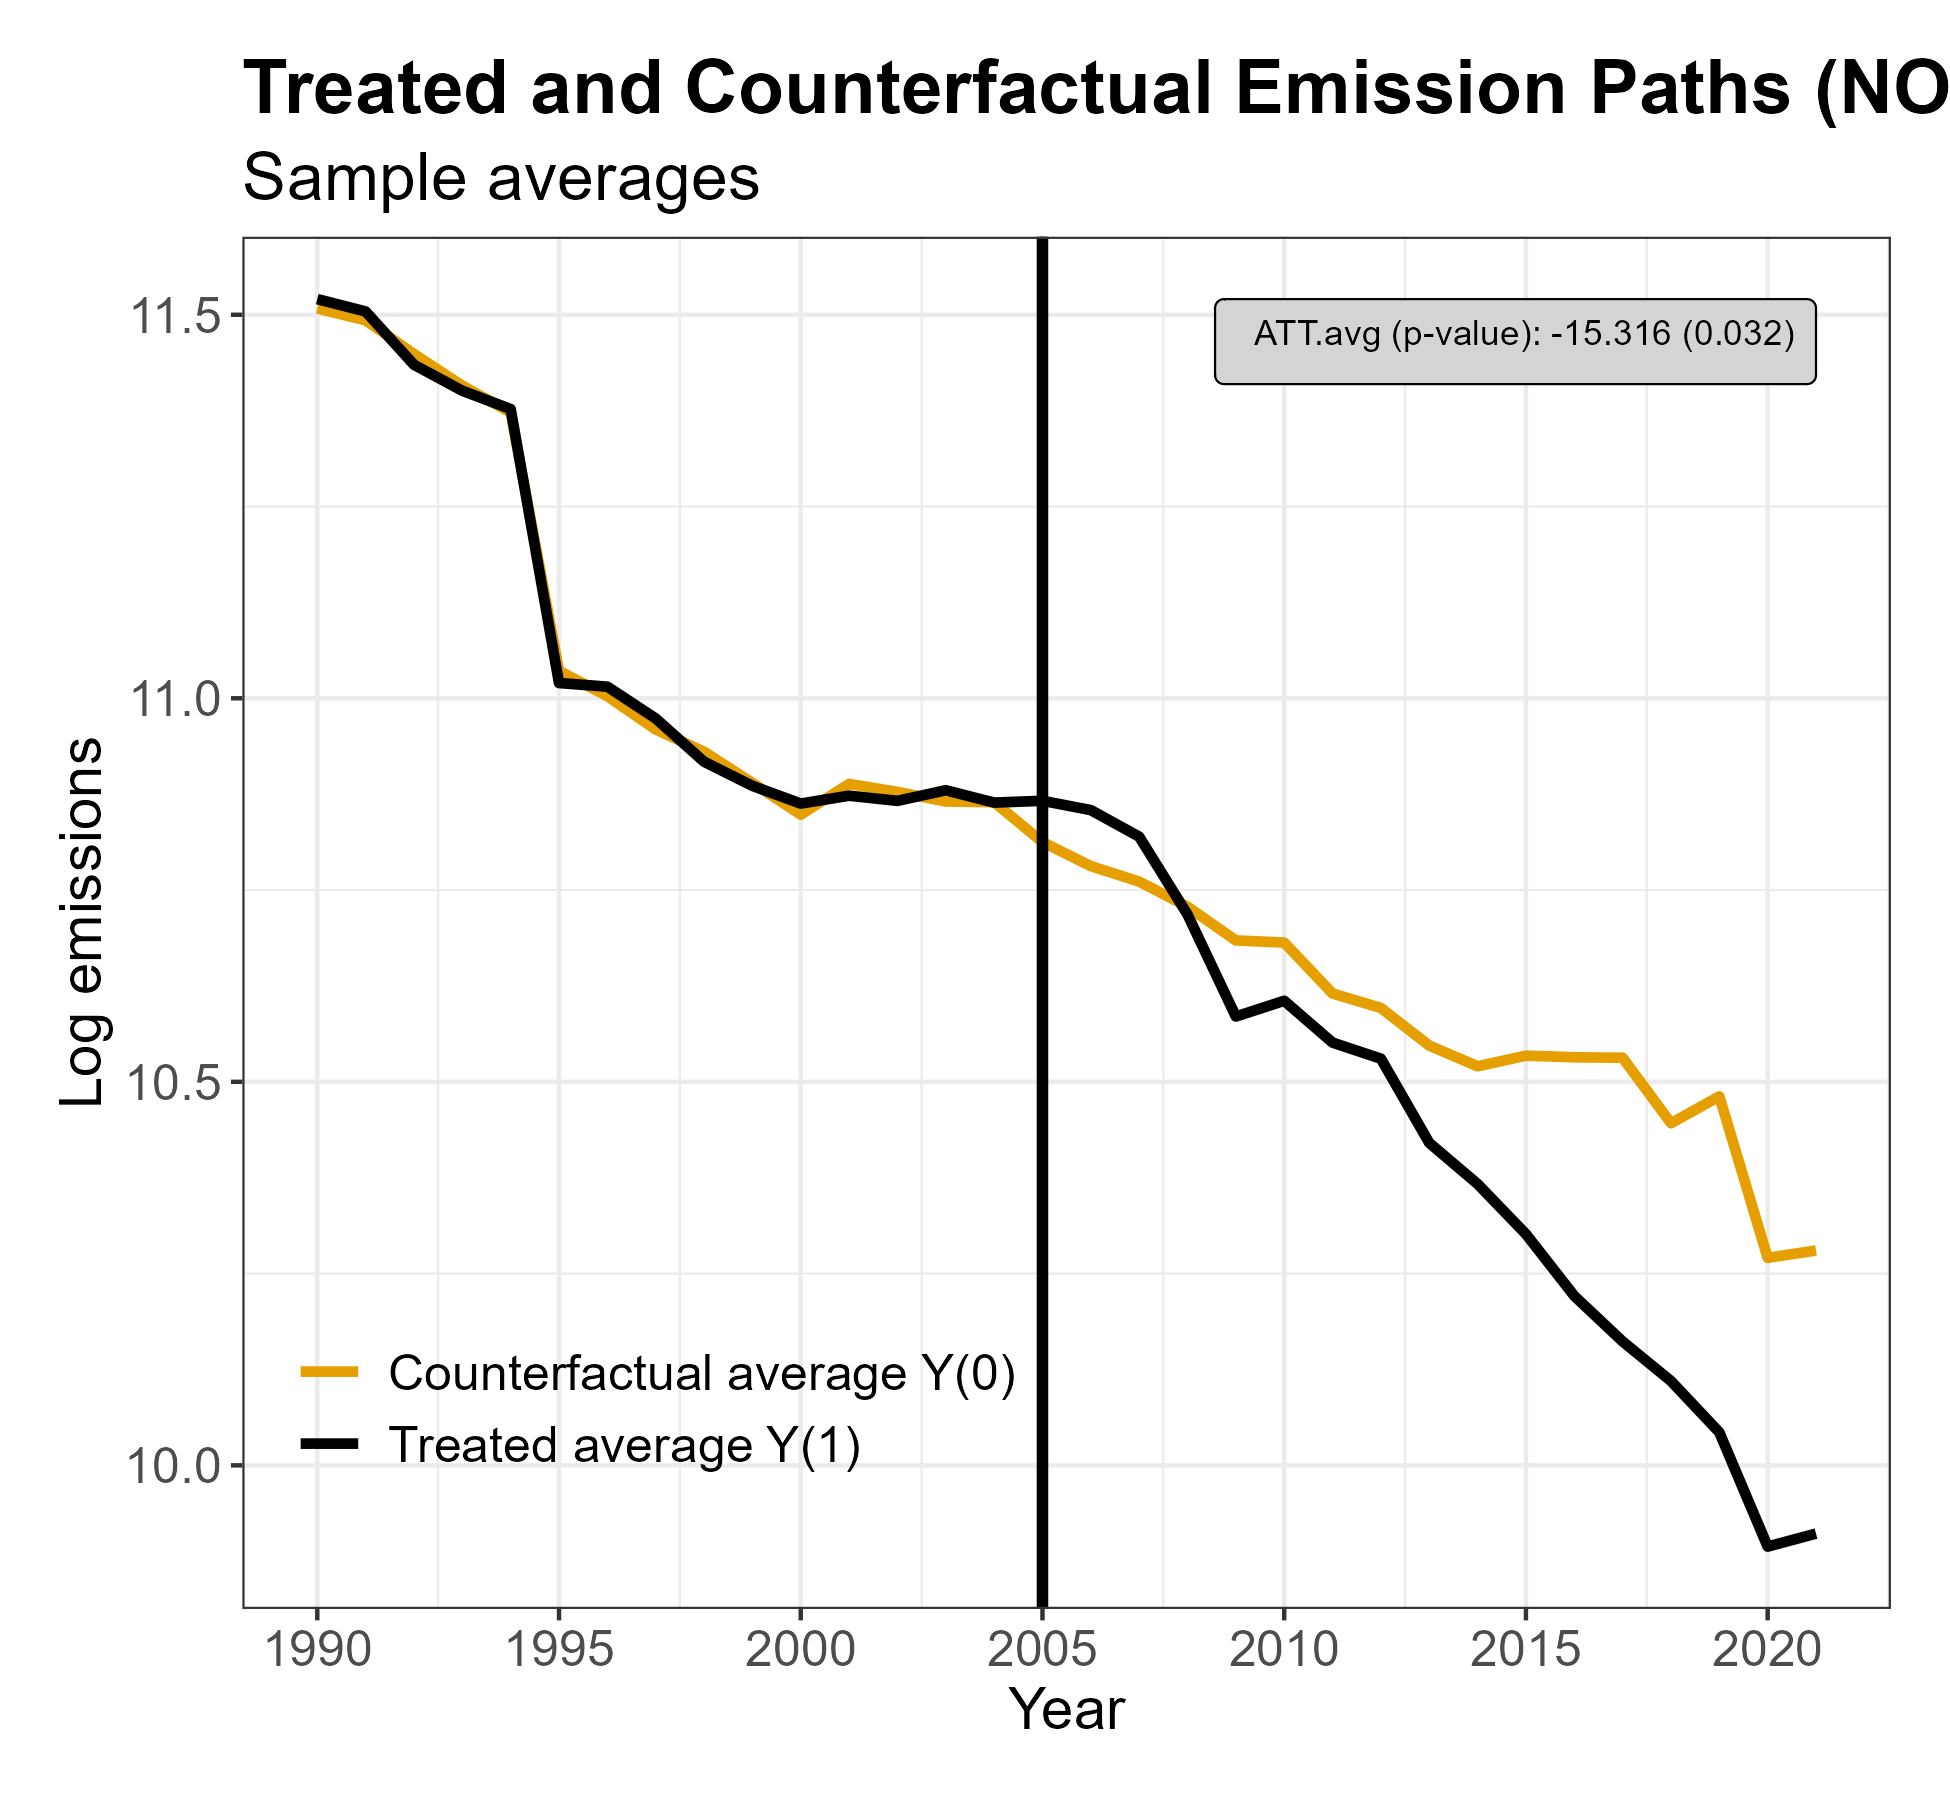 Treated and Counterfactual Emission Paths (NO
Sample averages
ATT.avg (p-value): -15.316 (0.032)
11.5
11.0
10.5
10.0
Log emissions
Counterfactual average Y(0)
Treated average Y(1)
1990 1995 2000 2005 2010 2015 2020
Year